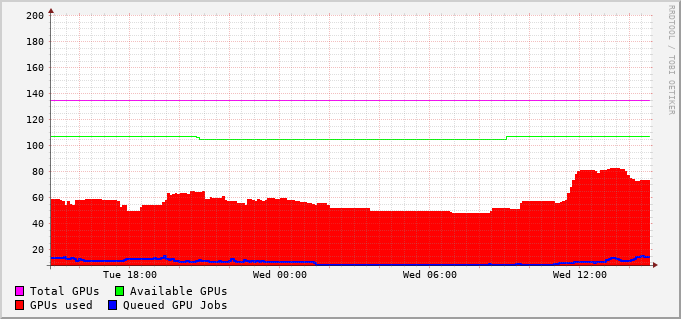 200
180
160
140
120
100
80
60
40
20
Tue 18:00 Wed 00:00 Wed 06:00 Wed 12:00
Total GPUs Available GPUs
GPUs used Queued GPU Jobs
RRDTOOL / TOBI OETIKER